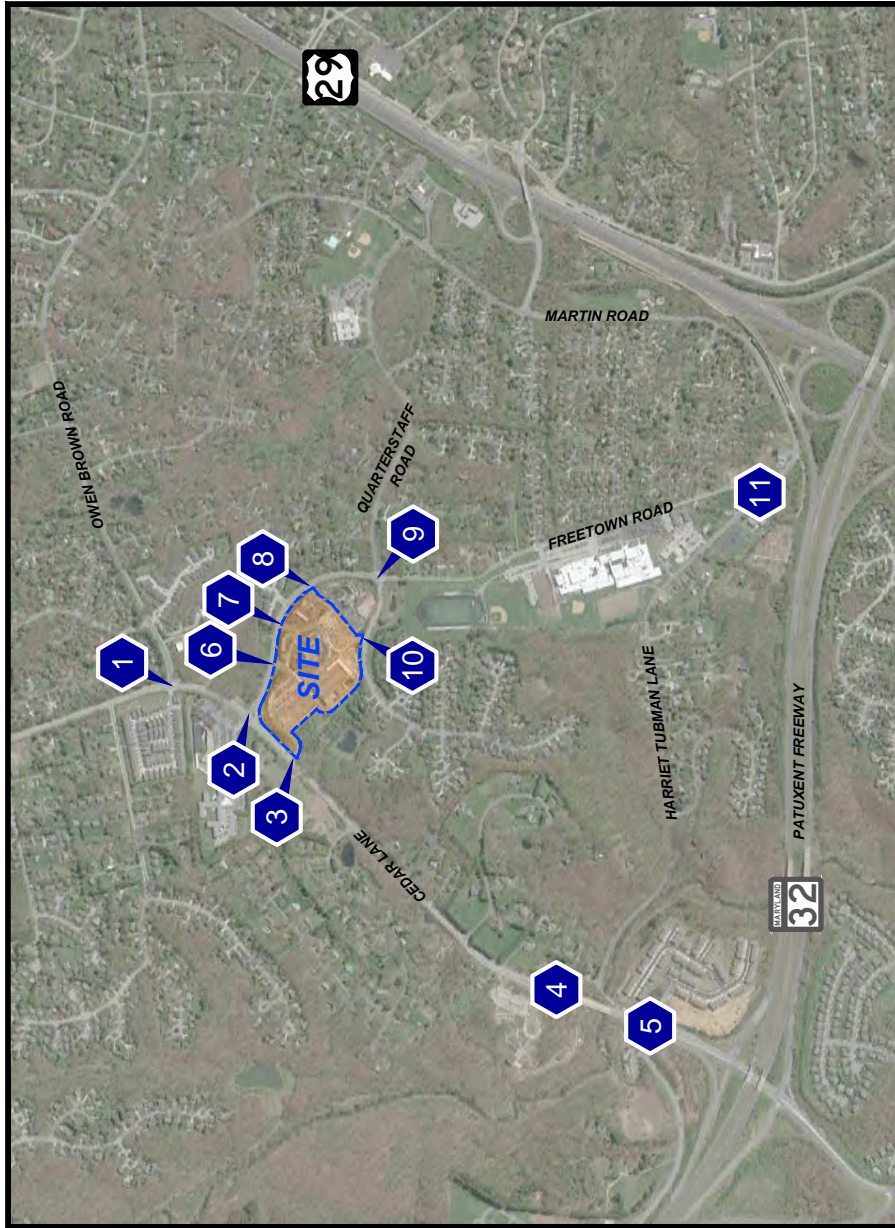 29
OWEN BROWN ROAD
MARTIN ROAD
QUARTERSTAFF
ROAD
1
7
8
6
9
SITE
FREETOWN ROAD
11
2
10
3
HARRIET TUBMAN LANE
CEDAR LANE
PATUXENT FREEWAY
MARYLAND
32
4
5